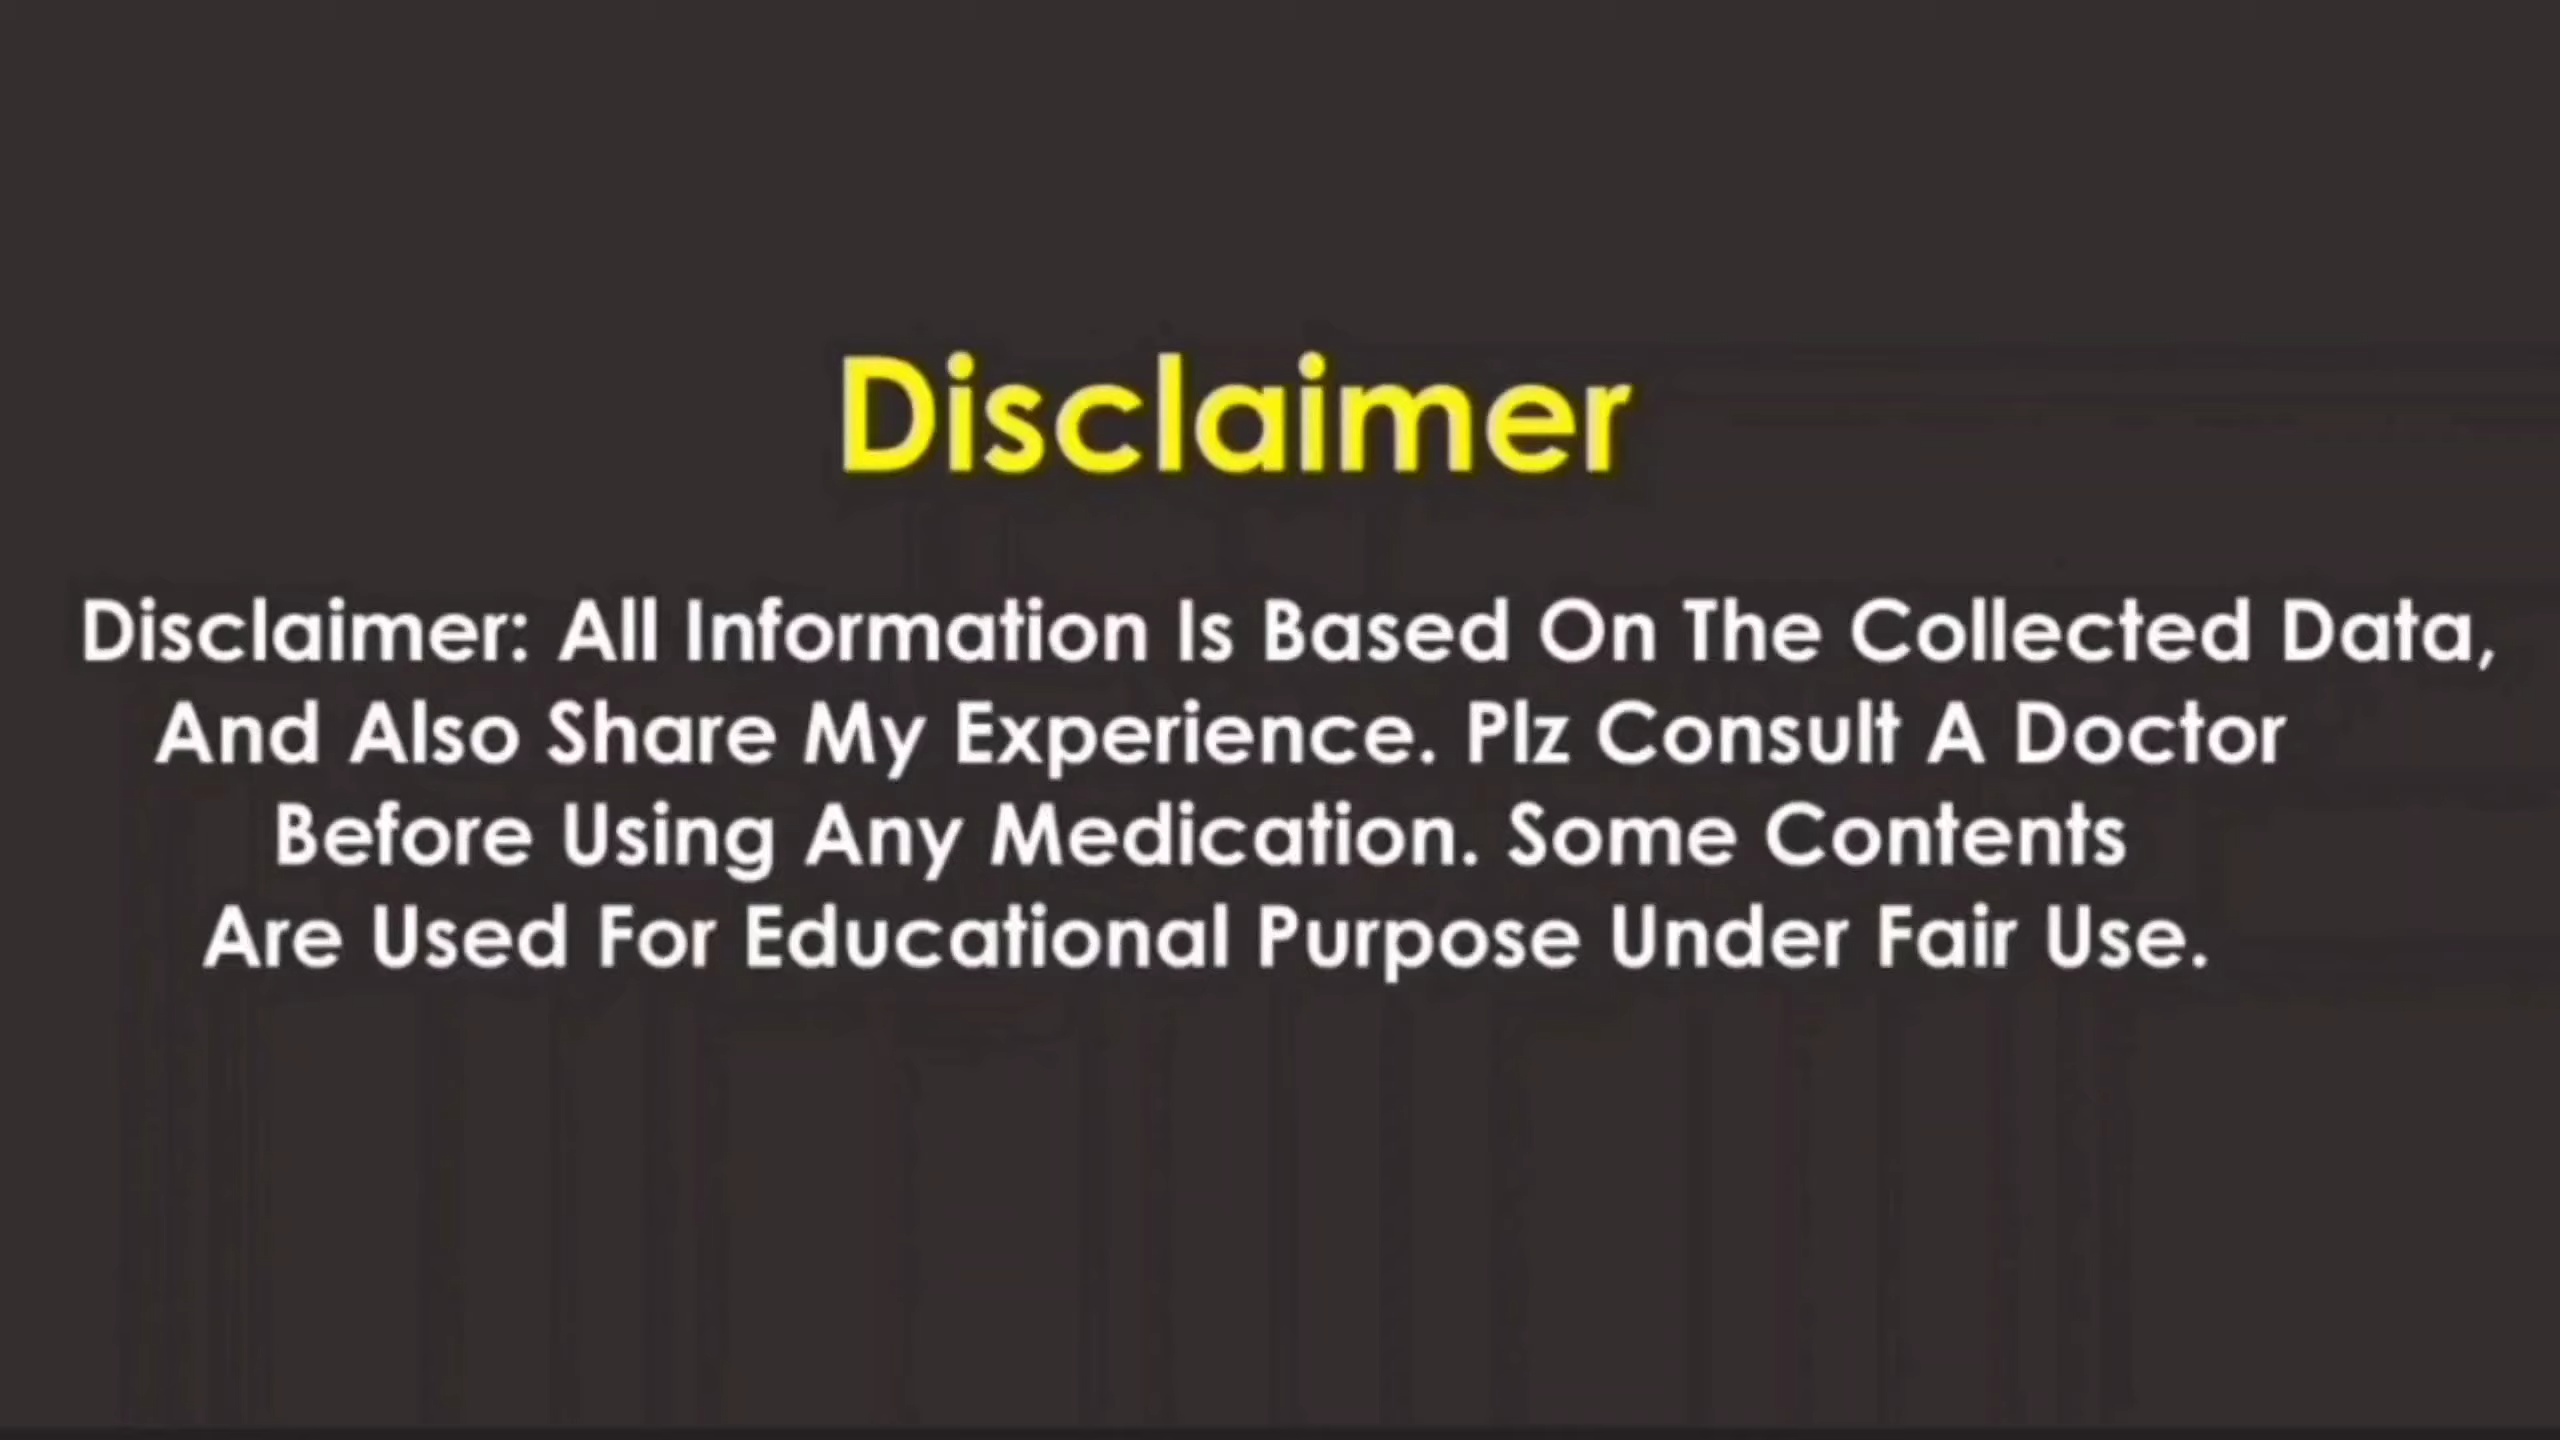 Disclaimer
Disclaimer: All Information Is Based On The Collected Data,
And Also Share My Experience. Plz Consult A Doctor
Before Using Any Medication. Some Contents
Are Used For Educational Purpose Under Fair Use.